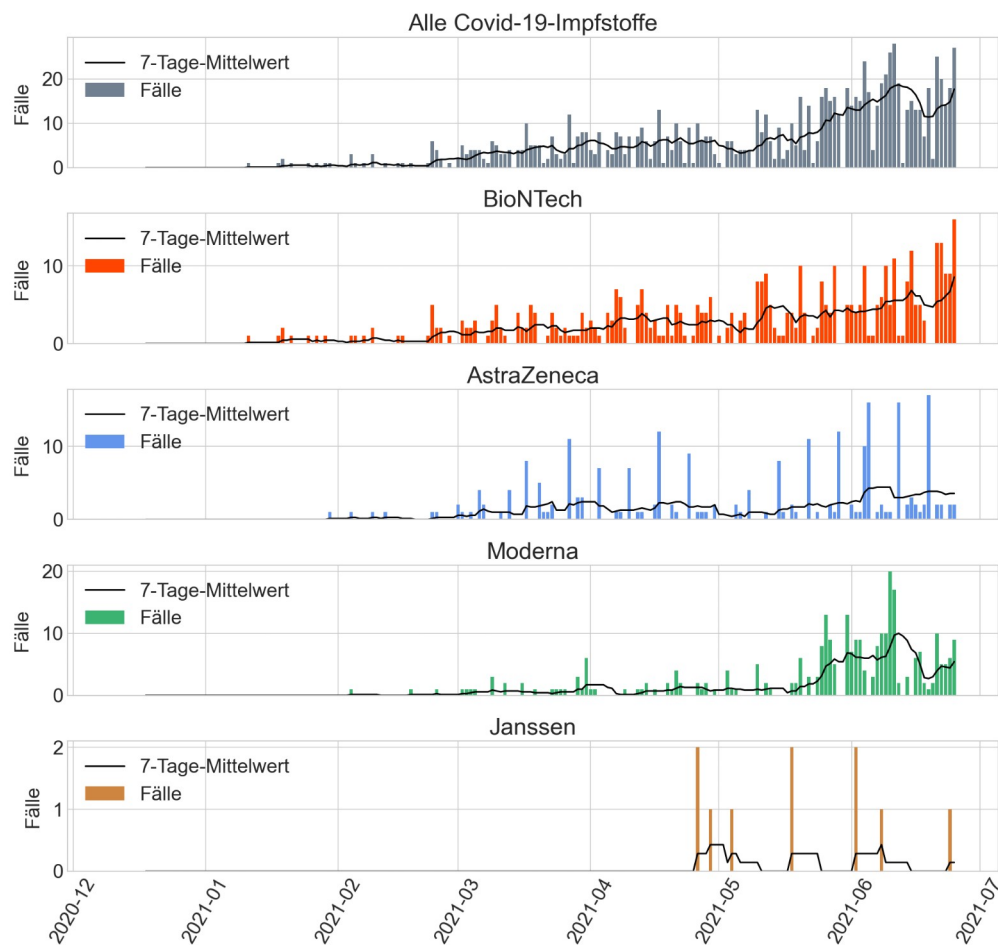 Alle Covid-19-Impfstoffe
Fälle
20
10
0
7-Tage-Mittelwert
Fälle
BioNTech
Fälle
10
0
7-Tage-Mittelwert
Fälle
AstraZeneca
Fälle
10
0
7-Tage-Mittelwert
Fälle
Moderna
Fälle
20
10
0
7-Tage-Mittelwert
Fälle
Janssen
Fälle
2
1
0
7-Tage-Mittelwert
Fälle
2020-12
2021-01
2021-02
2021-03
2021-04
2021-05
2021-06
2021-07